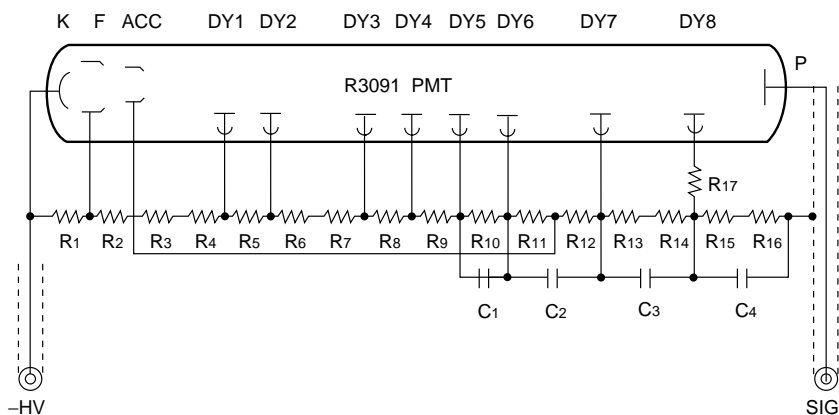 K F ACC DY1 DY2 DY3 DY4 DY5 DY6 DY7 DY8
P
R3091 PMT
R17
R1 R2 R3 R4 R5 R6 R7 R8 R9 R10 R11 R12 R13 R14 R15 R16
C1 C2 C3 C4
–HV SIG